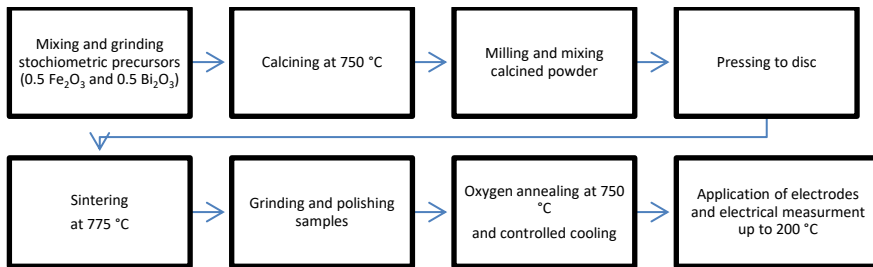 Mixing and grinding
stochiometric precursors
(0.5 Fe₂O₃ and 0.5 Bi₂O₃)
Calcining at 750 °C
Milling and mixing
calcined powder
Pressing to disc
Sintering
at 775 °C
Grinding and polishing
samples
Oxygen annealing at 750
°C
and controlled cooling
Application of electrodes
and electrical measurment
up to 200 °C